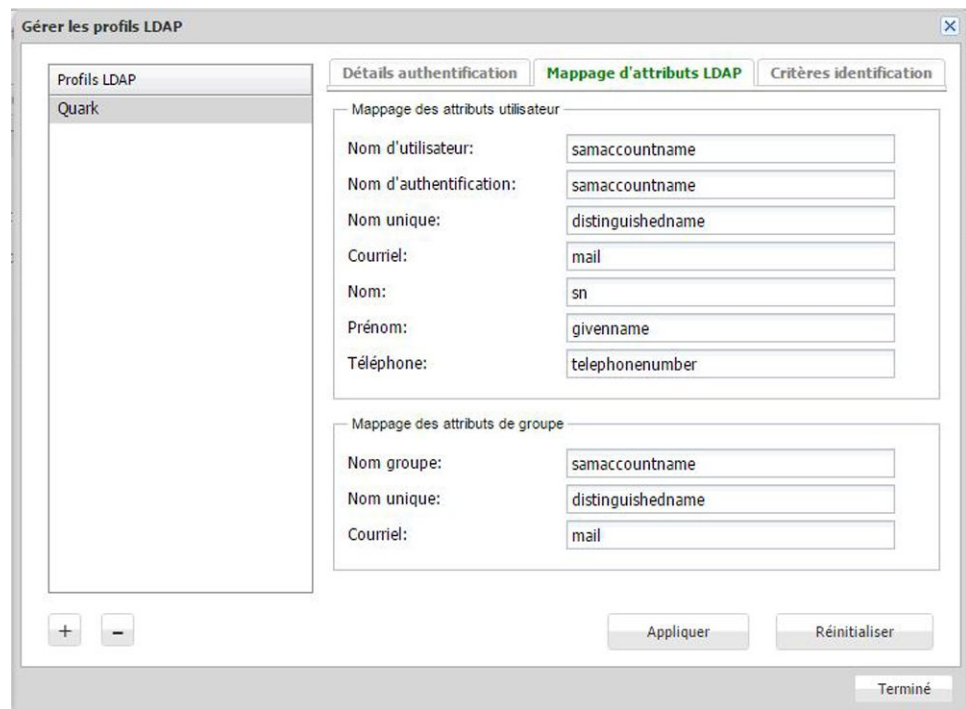 Gérer les profils LDAP
Profils LDAP
Quark
Détails authentification
Mappage d'attributs LDAP
Critères identification
Mappage des attributs utilisateur
Nom d'utilisateur: samaccountname
Nom d'authentification: samaccountname
Nom unique: distinguishedname
Courriel: mail
Nom: sn
Prénom: givenname
Téléphone: telephonenumber
Mappage des attributs de groupe
Nom groupe: samaccountname
Nom unique: distinguishedname
Courriel: mail
+ -
Appliquer
Réinitialiser
Terminé